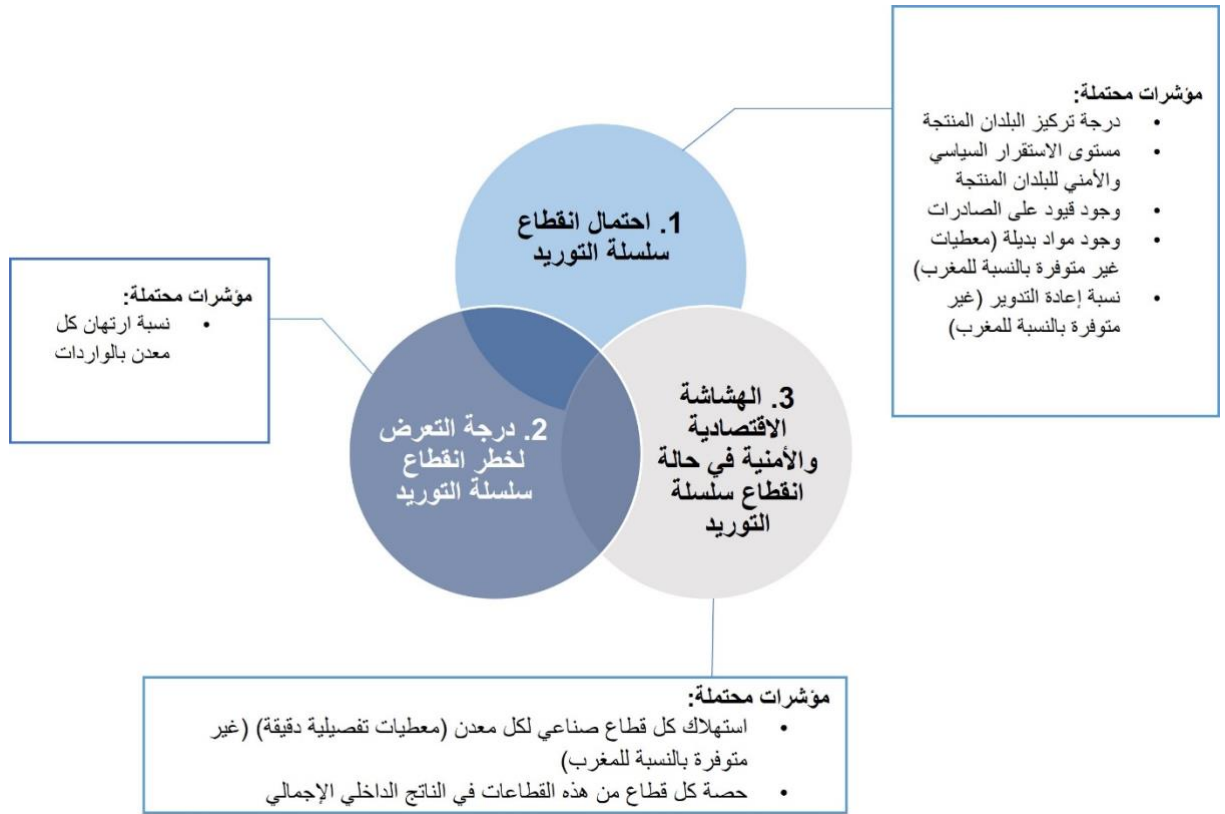 مؤشرات محتملة:
• درجة تركيز البلدان المنتجة
• مستوى الاستقرار السياسي
والأمني للبلدان المنتجة
• وجود قيود على الصادرات
• وجود مواد بديلة (معطيات
غير متوفرة بالنسبة للمغرب)
• نسبة إعادة التدوير (غير
متوفرة بالنسبة للمغرب)
1. احتمال انقطاع
سلسلة التوريد
مؤشرات محتملة:
• نسبة ارتهان كل
معدن بالواردات
2. درجة التعرض
لخطر انقطاع
سلسلة التوريد
3. الهشاشة
الاقتصادية
والأمنية في حالة
انقطاع سلسلة
التوريد
مؤشرات محتملة:
• استهلاك كل قطاع صناعي لكل معدن (معطيات تفصيلية دقيقة) (غير
متوفرة بالنسبة للمغرب)
• حصة كل قطاع من هذه القطاعات في الناتج الداخلي الإجمالي